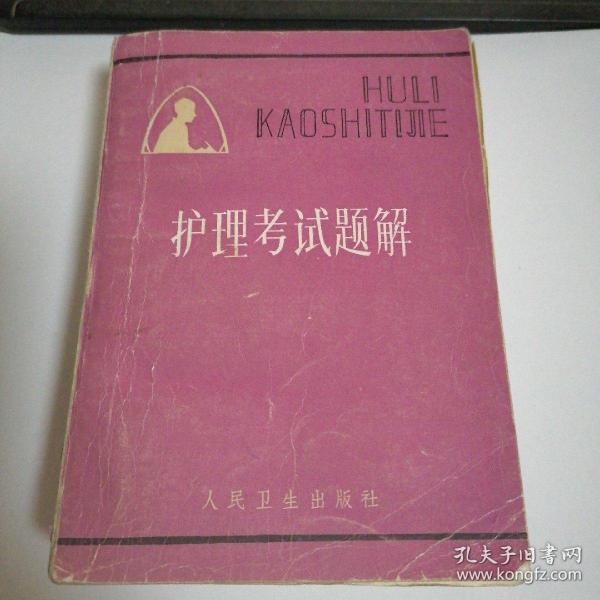 HULI
KAOSHITIJIE
护理考试题解
人民卫生出版社
孔夫子旧书网
www.kongfz.com